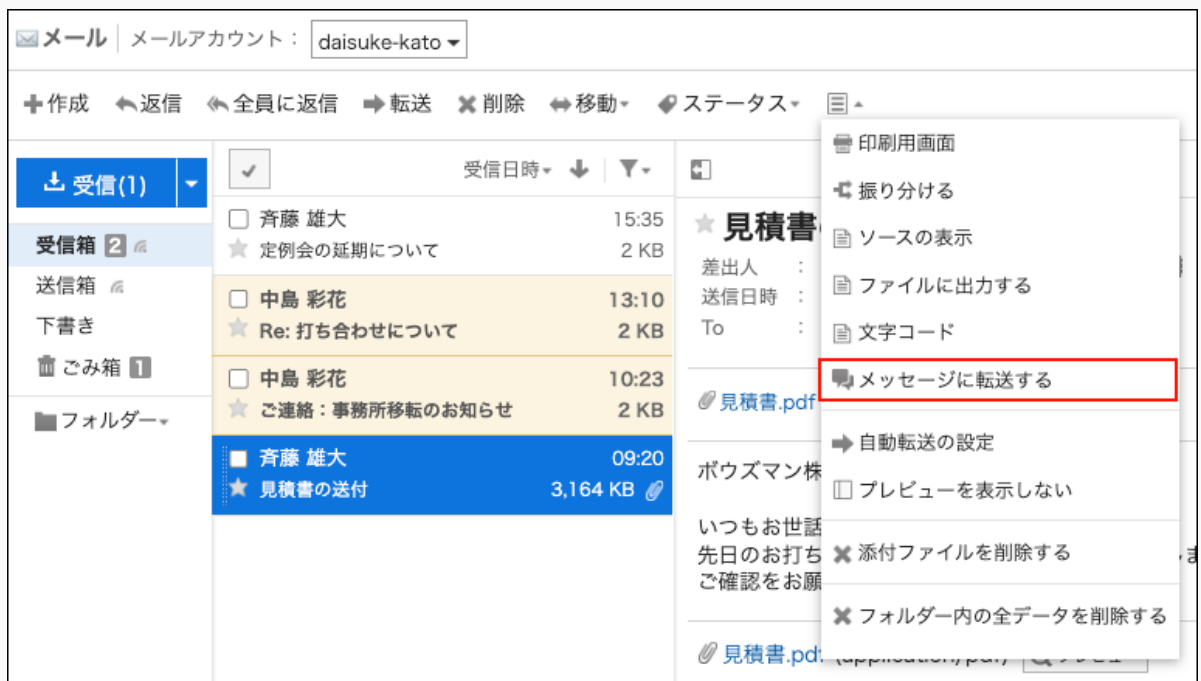 メール メールアカウント： daisuke-kato
作成 返信 全員に返信 転送 削除 移動 ステータス
受信(1)
受信箱 2
送信箱
下書き
ごみ箱 1
フォルダー
受信日時
斉藤 雄大 15:35
定例会の延期について 2 KB
中島 彩花 13:10
Re: 打ち合わせについて 2 KB
中島 彩花 10:23
ご連絡：事務所移転のお知らせ 2 KB
斉藤 雄大 09:20
見積書の送付 3,164 KB
見積書
差出人 ：
送信日時 ：
To ：
見積書.pdf
ボウズマン株
いつもお世話
先日のお打ち
ご確認をお願
見積書.pdf (application/pdf) プレビュー
印刷用画面
振り分ける
ソースの表示
ファイルに出力する
文字コード
メッセージに転送する
自動転送の設定
プレビューを表示しない
添付ファイルを削除する
フォルダー内の全データを削除する